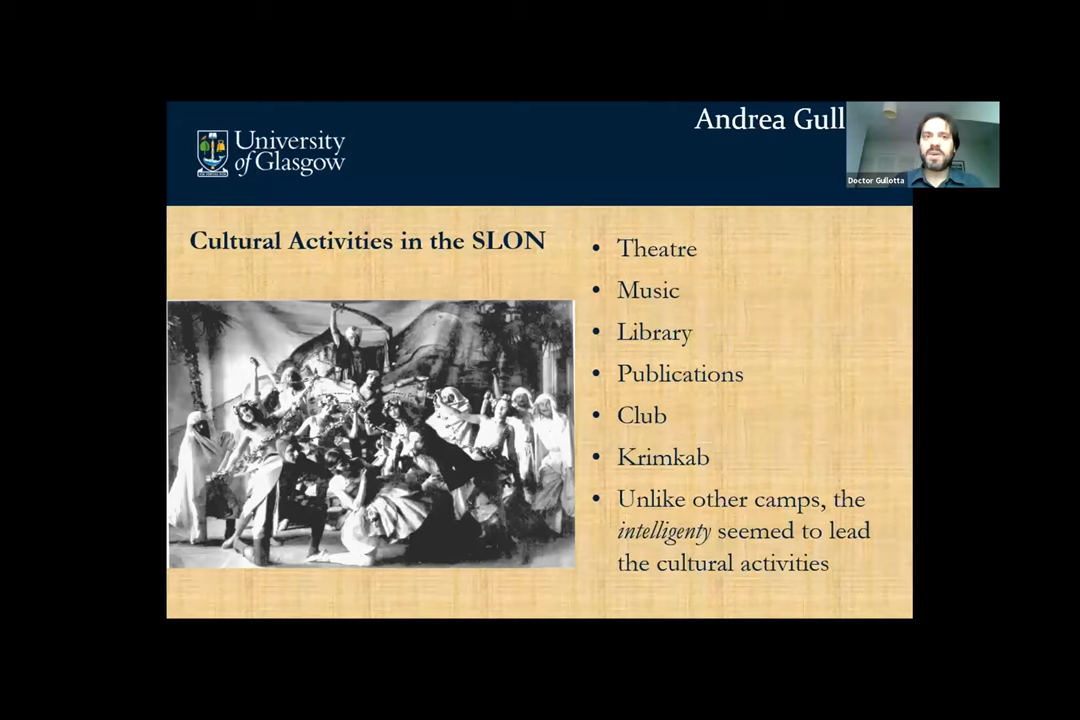 University
of Glasgow
Andrea Gull
Doctor Gullotta
Cultural Activities in the SLON
• Theatre
• Music
• Library
• Publications
• Club
• Krimkab
• Unlike other camps, the
intelligenty seemed to lead
the cultural activities